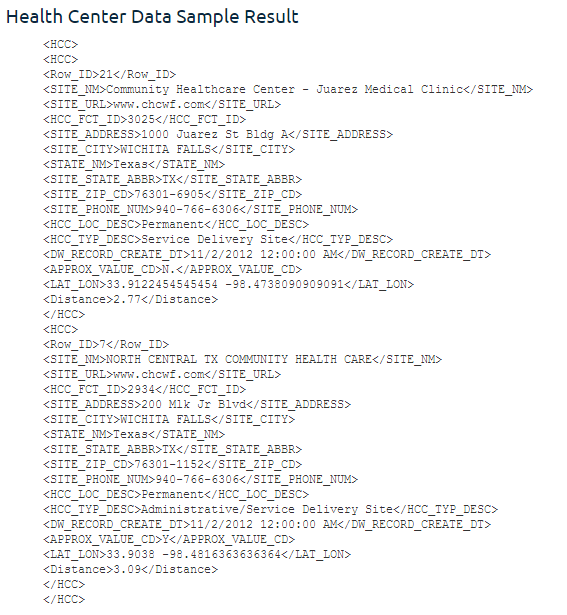 Health Center Data Sample Result
<HCC>
<HCC>
<Row_ID>21</Row_ID>
<SITE_NM>Community Healthcare Center - Juarez Medical Clinic</SITE_NM>
<SITE_URL>www.chcwf.com</SITE_URL>
<HCC_FCT_ID>3025</HCC_FCT_ID>
<SITE_ADDRESS>1000 Juarez St Bldg A</SITE_ADDRESS>
<SITE_CITY>WICHITA FALLS</SITE_CITY>
<STATE_NM>Texas</STATE_NM>
<SITE_STATE_ABBR>TX</SITE_STATE_ABBR>
<SITE_ZIP_CD>76301-6905</SITE_ZIP_CD>
<SITE_PHONE_NUM>940-766-6306</SITE_PHONE_NUM>
<HCC_LOC_DESC>Permanent</HCC_LOC_DESC>
<HCC_TYP_DESC>Service Delivery Site</HCC_TYP_DESC>
<DW_RECORD_CREATE_DT>11/2/2012 12:00:00 AM</DW_RECORD_CREATE_DT>
<APPROX_VALUE_CD>N.</APPROX_VALUE_CD>
<LAT_LON>33.9122454545454 -98.4738090909091</LAT_LON>
<Distance>2.77</Distance>
</HCC>
<HCC>
<Row_ID>7</Row_ID>
<SITE_NM>NORTH CENTRAL TX COMMUNITY HEALTH CARE</SITE_NM>
<SITE_URL>www.chcwf.com</SITE_URL>
<HCC_FCT_ID>2934</HCC_FCT_ID>
<SITE_ADDRESS>200 Mlk Jr Blvd</SITE_ADDRESS>
<SITE_CITY>WICHITA FALLS</SITE_CITY>
<STATE_NM>Texas</STATE_NM>
<SITE_STATE_ABBR>TX</SITE_STATE_ABBR>
<SITE_ZIP_CD>76301-1152</SITE_ZIP_CD>
<SITE_PHONE_NUM>940-766-6306</SITE_PHONE_NUM>
<HCC_LOC_DESC>Permanent</HCC_LOC_DESC>
<HCC_TYP_DESC>Administrative/Service Delivery Site</HCC_TYP_DESC>
<DW_RECORD_CREATE_DT>11/2/2012 12:00:00 AM</DW_RECORD_CREATE_DT>
<APPROX_VALUE_CD>Y</APPROX_VALUE_CD>
<LAT_LON>33.9038 -98.4816363636364</LAT_LON>
<Distance>3.09</Distance>
</HCC>
</HCC>